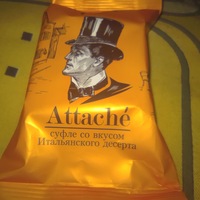 Attaché
суфле со вкусом
Итальянского десерта